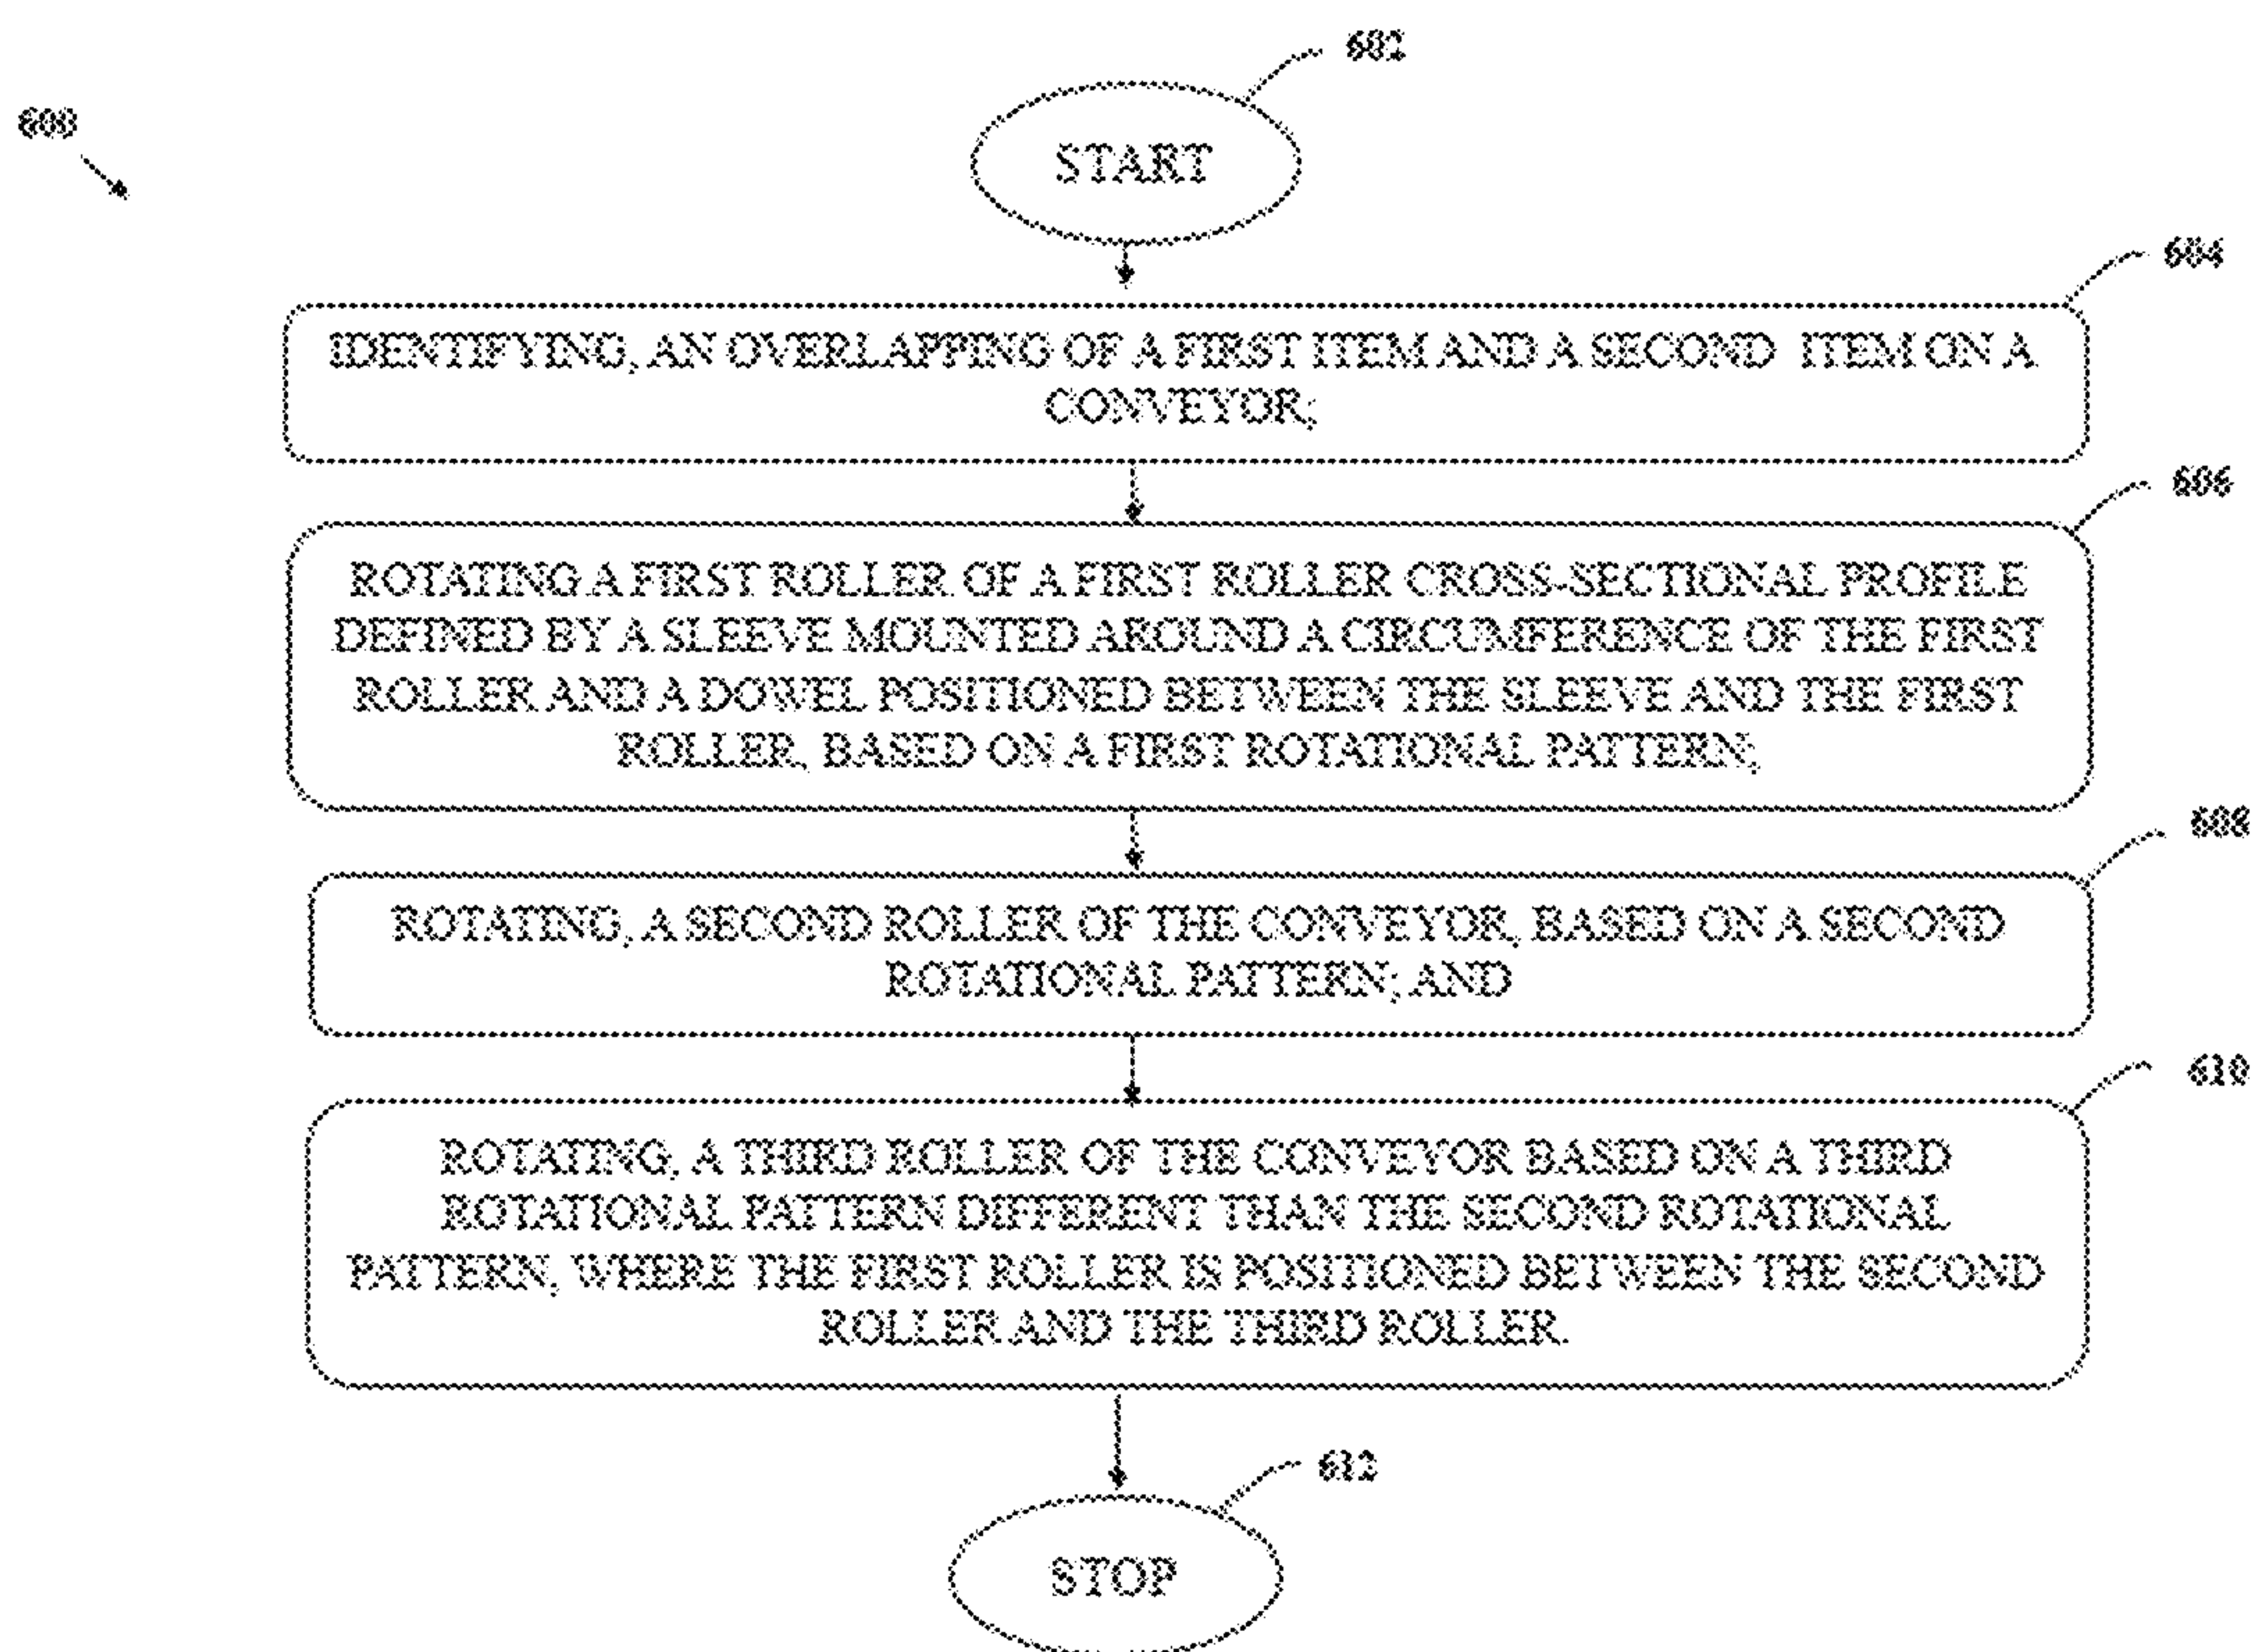 602
600
START
604
IDENTIFYING, AN OVERLAPPING OF A FIRST ITEM AND A SECOND ITEM ON A
CONVEYOR;
606
ROTATING A FIRST ROLLER OF A FIRST ROLLER CROSS-SECTIONAL PROFILE
DEFINED BY A SLEEVE MOUNTED AROUND A CIRCUMFERENCE OF THE FIRST
ROLLER AND A DOWEL POSITIONED BETWEEN THE SLEEVE AND THE FIRST
ROLLER, BASED ON A FIRST ROTATIONAL PATTERN;
608
ROTATING, A SECOND ROLLER OF THE CONVEYOR, BASED ON A SECOND
ROTATIONAL PATTERN; AND
610
ROTATING, A THIRD ROLLER OF THE CONVEYOR BASED ON A THIRD
ROTATIONAL PATTERN DIFFERENT THAN THE SECOND ROTATIONAL
PATTERN, WHERE THE FIRST ROLLER IS POSITIONED BETWEEN THE SECOND
ROLLER AND THE THIRD ROLLER.
612
STOP